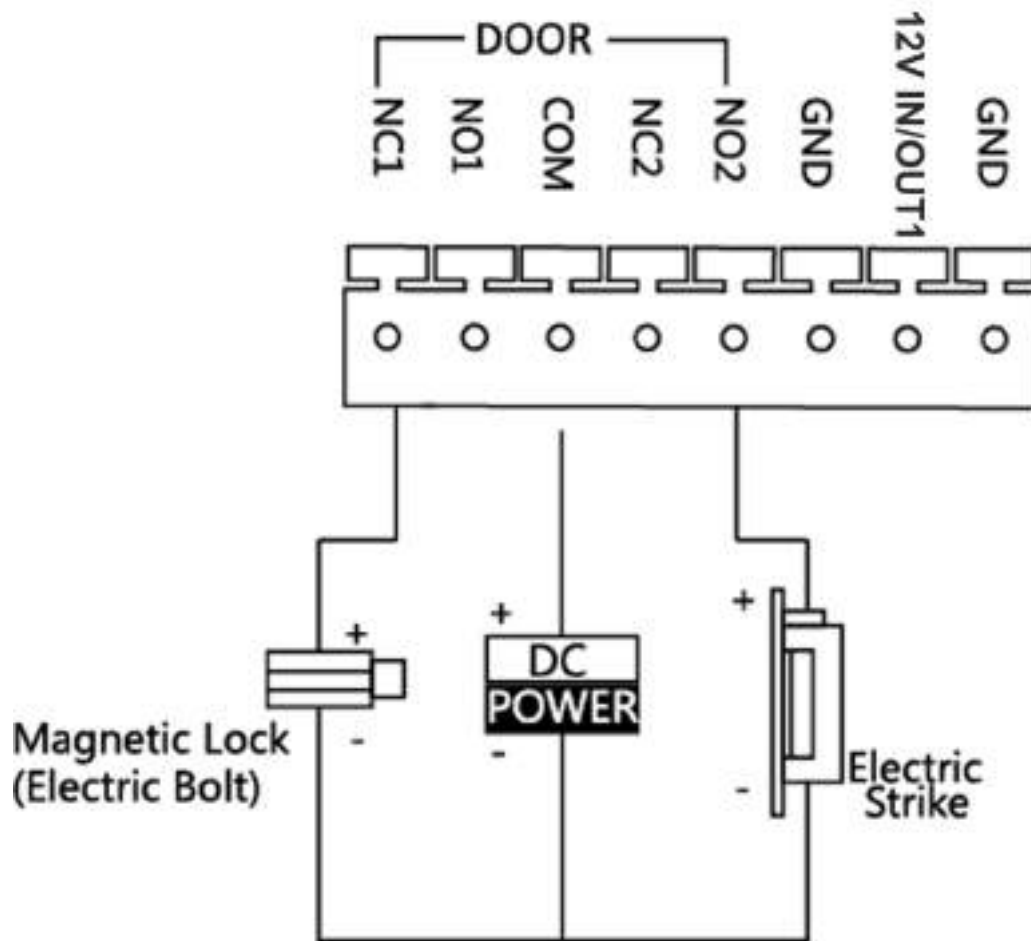 DOOR
NC1
NO1
COM
NC2
NO2
GND
12V IN/OUT1
GND
+
+
+
DC
POWER
-
-
-
Magnetic Lock
(Electric Bolt)
Electric
Strike